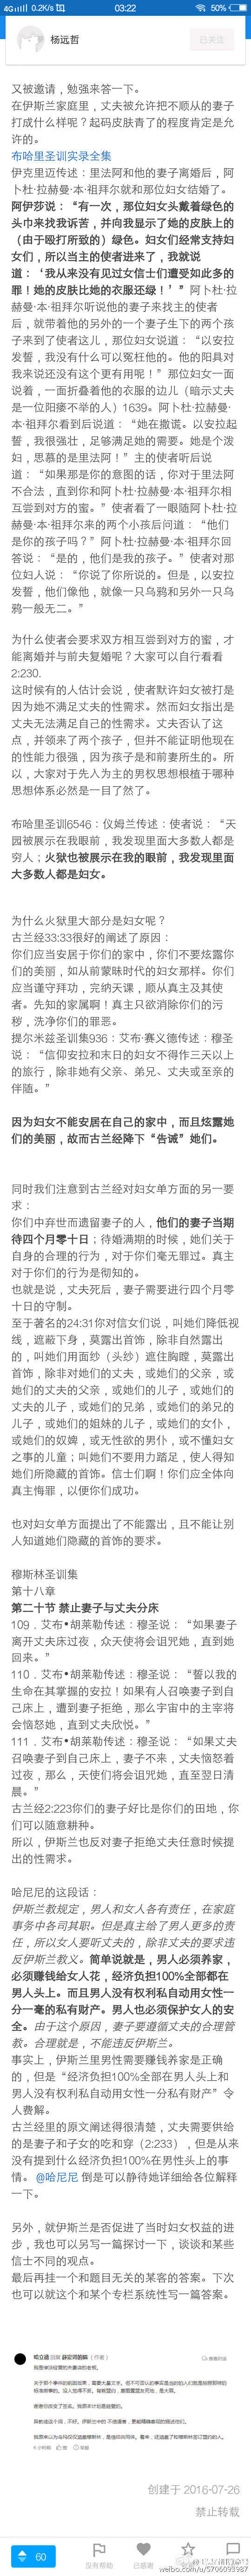 4G 0.2K/s 03:22 50%
杨远哲
已关注
又被邀请，勉强来答一下。
在伊斯兰家庭里，丈夫被允许把不顺从的妻子
打成什么样呢？起码皮肤青了的程度肯定是允
许的。
布哈里圣训实录全集
伊克里迈传述：里法阿和他的妻子离婚后，阿
卜杜·拉赫曼·本·祖拜尔就和那位妇女结婚了。
阿伊莎说：“有一次，那位妇女头戴着绿色的
头巾来找我诉苦，并向我显示了她的皮肤上的
（由于殴打所致的）绿色。妇女们经常支持妇
女们，所以当主的使者进来了，我就说
道：‘我从来没有见过女信士们遭受如此多的
罪！她的皮肤比她的衣服还绿！’”阿卜杜·拉
赫曼·本·祖拜尔听说他的妻子来找主的使者
后，就带着他的另外的一个妻子生下的两个孩
子来到了使者这儿，那位妇女说道：“以安拉
发誓，我没有什么可以冤枉他的。他的阳具对
我来说还没有这个更有用呢！”那位妇女一面
说着，一面折叠着他的衣服的边儿（暗示丈夫
是一位阳痿不举的人）1639。阿卜杜·拉赫曼·
本·祖拜尔看到后说道：“她在撒谎。以安拉起
誓，我很强壮，足够满足她的需要。她是个泼
妇，思慕的是里法阿！”主的使者听后说
道：“如果那是你的意图的话，你对于里法阿
不合法，直到你和阿卜杜·拉赫曼·本·祖拜尔相
互尝到对方的蜜。”使者看了一眼随阿卜杜·拉
赫曼·本·祖拜尔来的两个小孩后问道：“他们
是你的孩子吗？”阿卜杜·拉赫曼·本·祖拜尔回
答说：“是的，他们是我的孩子。”使者对那
位妇人说：“你说了你所说的。但是，以安拉
发誓，他们像他，就像一只乌鸦和另外一只乌
鸦一般无二。”
为什么使者会要求双方相互尝到对方的蜜，才
能离婚并与前夫复婚呢？大家可以自行看看
2:230.
这时候有的人估计会说，使者默许妇女被打是
因为她不满足丈夫的性需求。然而妇女指出是
丈夫无法满足自己的需求。丈夫否认了这
点，并领来了两个孩子，但并不能证明他现在
的性能力很强，因为孩子是和前妻所生的。所
以，大家对于先入为主的男权思想根植于哪种
思想体系必然是一目了然了。
布哈里圣训6546：仪姆兰传述：使者说：“天
园被展示在我的眼前，我发现里面大多数人都是
穷人；火狱也被展示在我的眼前，我发现里面
大多数人都是妇女。
为什么火狱里大部分是妇女呢？
古兰经33:33很好的阐述了原因：
你们应当安居于你们的家中，你们不要炫露你
们的美丽，如从前蒙昧时代的妇女那样。你们
应当谨守拜功，完纳天课，顺从真主及其使
者。先知的家属啊！真主只欲消除你们的污
秽，洗净你们的罪恶。
提尔米兹圣训集936：艾布·赛义德传述：穆圣
说：“信仰安拉和末日的妇女不得作三天以上
的旅行，除非她有父亲、弟兄、丈夫或至亲的
伴随。”
因为妇女不能安居在自己的家中，而且炫露她
们的美丽，故而古兰经降下“告诫”她们。
同时我们注意到古兰经对妇女单方面的另一要
求：
你们中弃世而遗留妻子的人，他们的妻子当期
待四个月零十日；待婚满期的时候，她们关于
自身的合理的行为，对于你们毫无罪过。真主
对于你们的行为是彻知的。
也就是说，丈夫死后，妻子需要进行四个月零
十日的守制。
至于著名的24:31你对信女们说，叫她们降低视
线，遮蔽下身，莫露出首饰，除非自然露出
的，叫她们用面纱（头纱）遮住胸膛，莫露出
首饰，除非对她们的丈夫，或她们的父亲，或
她们的丈夫的父亲，或她们的儿子，或她们的
丈夫的儿子，或她们的兄弟，或她们的弟兄的
儿子，或她们的姐妹的儿子，或她们的女仆，或
她们的奴婢，或无性欲的男仆，或不懂妇女
之事的儿童；叫她们不要用力踏足，使人得知
她们所隐藏的首饰。信士们啊！你们应全体向
真主悔罪，以便你们成功。
也对妇女单方面提出了不能露出，且不能让别
人知道她们隐藏的首饰的要求。
穆斯林圣训集
第十八章
第二十节 禁止妻子与丈夫分床
109．艾布•胡莱勒传述：穆圣说：“如果妻子
离开丈夫床过夜，众天使将会诅咒她，直到她
回来。”
110．艾布•胡莱勒传述：穆圣说：“誓以我的
生命在其掌握的安拉！如果有人召唤妻子到自
己床上，遭到妻子拒绝，那么宇宙中的主宰将
会恼怒她，直到丈夫欣悦。”
111．艾布•胡莱勒传述：穆圣说：“如果丈夫
召唤妻子到自己床上，妻子不来，丈夫恼怒着
过夜，那么，天使们将会诅咒她，直至翌日清
晨。”
古兰经2:223你们的妻子好比是你们的田地，你
们可以随意耕种。
所以，伊斯兰也反对妻子拒绝丈夫任意时候提
出的性需求。
哈尼尼的这段话：
伊斯兰教规定，男人和女人各有责任，在家庭
事务中各司其职。但是真主给了男人更多的责
任，所以女人要听丈夫的，除非丈夫的要求违
反伊斯兰教义。简单说就是，男人必须养家，
必须赚钱给女人花，经济负担100%全部都在
男人头上。而且男人没有权利私自动用女性一
分一毫的私有财产。男人也必须保护女人的安
全。由于这个原因，妻子要遵循丈夫的合理管
教。合理就是，不能违反伊斯兰。
事实上，伊斯兰里男性需要赚钱养家是正确
的，但是“经济负担100%全部在男人头上和
男人没有权利私自动用女性一分私有财产”令
人费解。
古兰经里的原文阐述得很清楚，丈夫需要供给
的是妻子和子女的吃和穿（2:233），但是从来
没有提到什么经济负担100%在男性头上的事
情。@哈尼尼 倒是可以静待她详细给各位解释
一下。
另外，就伊斯兰是否促进了当时妇女权益的进
步，我也可以另写一篇探讨一下，谈谈和某些
信士不同的观点。
最后再挂一个和题目无关的某客的答案。下次
也可以就这个和某个专栏系统性写一篇答案。
创建于 2016-07-26
禁止转载
60
没有帮助
已感谢
weibo.com/u/5706093987